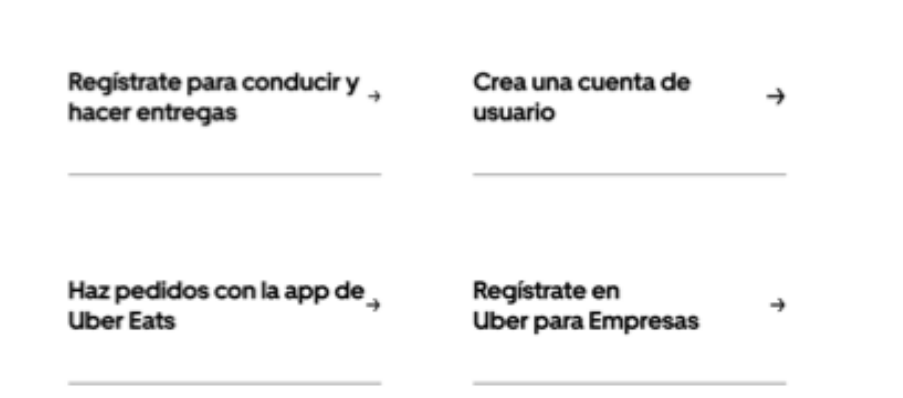 Regístrate para conducir y
hacer entregas
Crea una cuenta de
usuario
Haz pedidos con la app de
Uber Eats
Regístrate en
Uber para Empresas